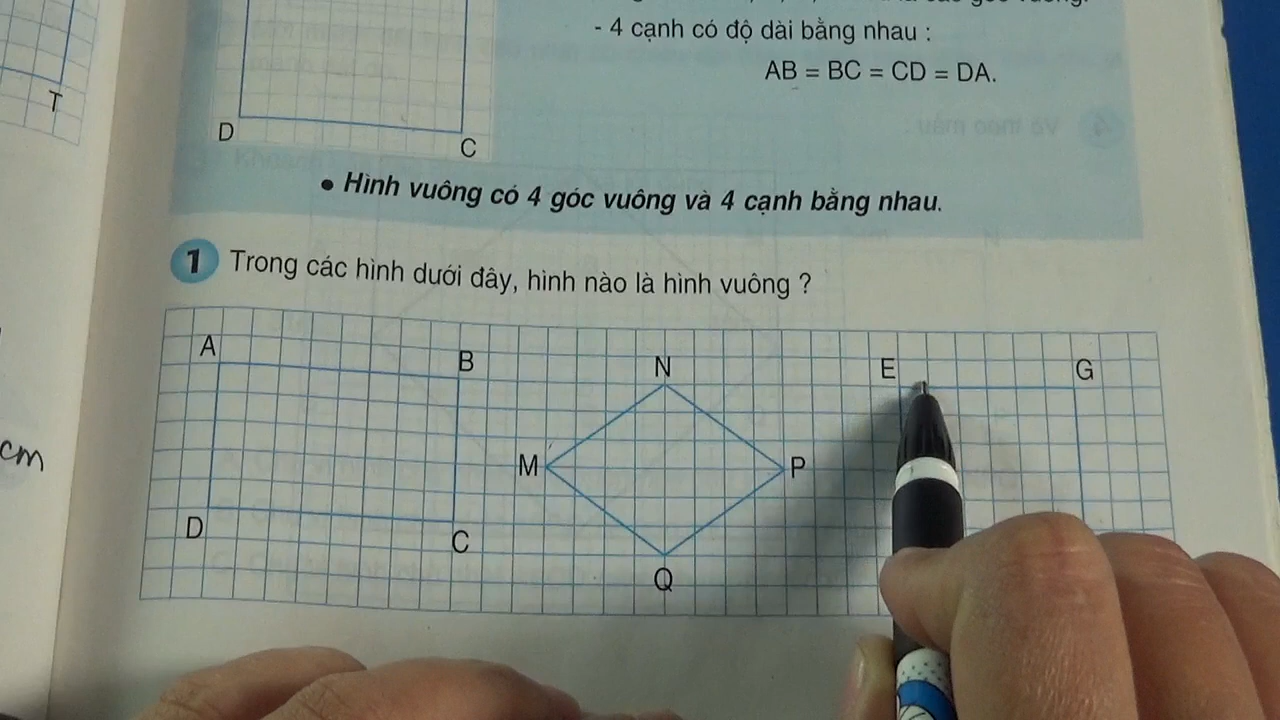 - 4 cạnh có độ dài bằng nhau :
AB = BC = CD = DA.
T
D
C
• Hình vuông có 4 góc vuông và 4 cạnh bằng nhau.
1 Trong các hình dưới đây, hình nào là hình vuông ?
A
B
N
E
G
cm
M
P
D
C
Q